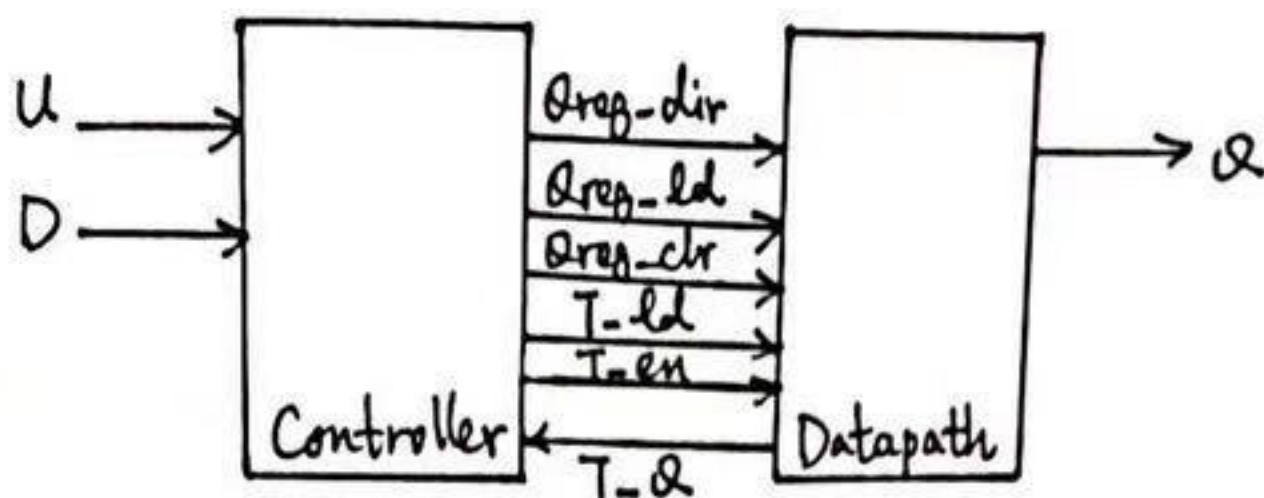 U
D
Qreg_dir
Qreg_ld
Qreg_clr
T_ld
T_en
T_Q
Controller
Datapath
Q